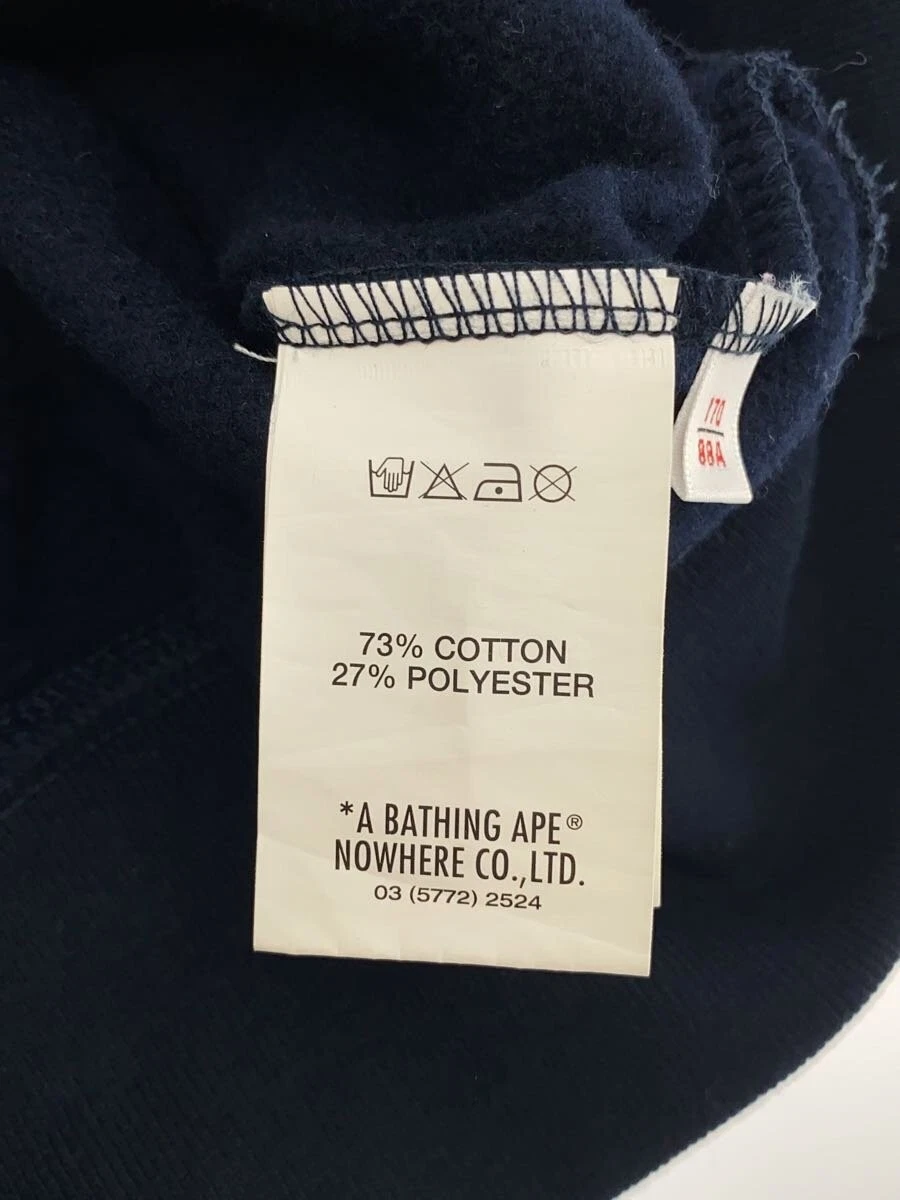 170
88A
73% COTTON
27% POLYESTER
*A BATHING APE®
NOWHERE CO.,LTD.
03 (5772) 2524